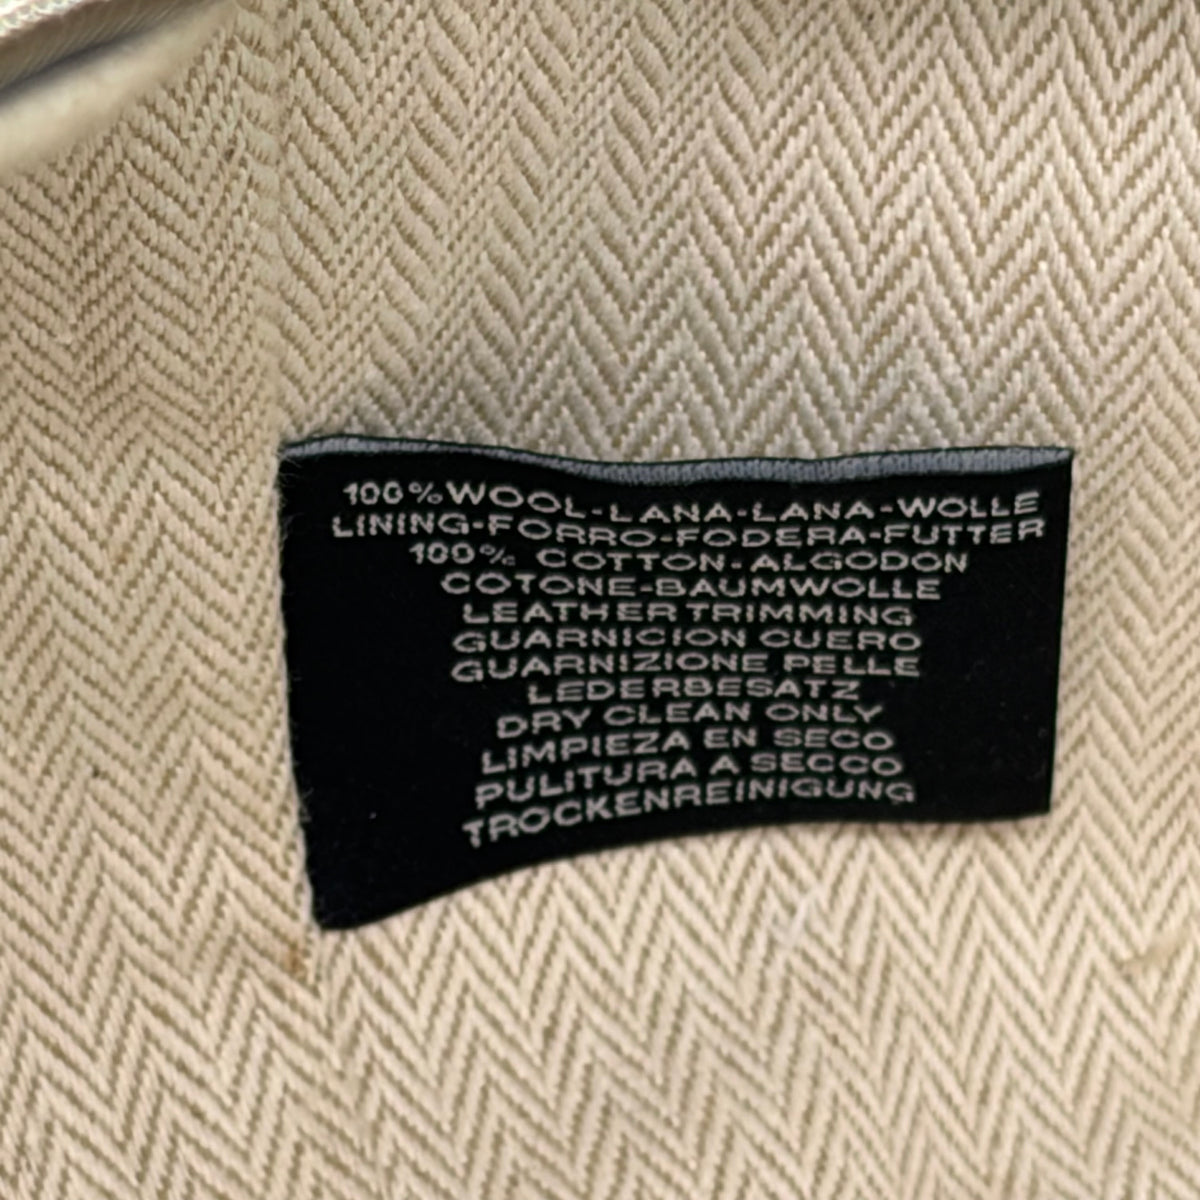 100%WOOL-LANA-LANA-WOLLE
LINING-FORRO-FODERA-FUTTER
100% COTTON-ALGODON
COTONE-BAUMWOLLE
LEATHER TRIMMING
GUARNICION CUERO
GUARNIZIONE PELLE
LEDERBESATZ
DRY CLEAN ONLY
LIMPIEZA EN SECO
PULITURA A SECCO
TROCKENREINIGUNG